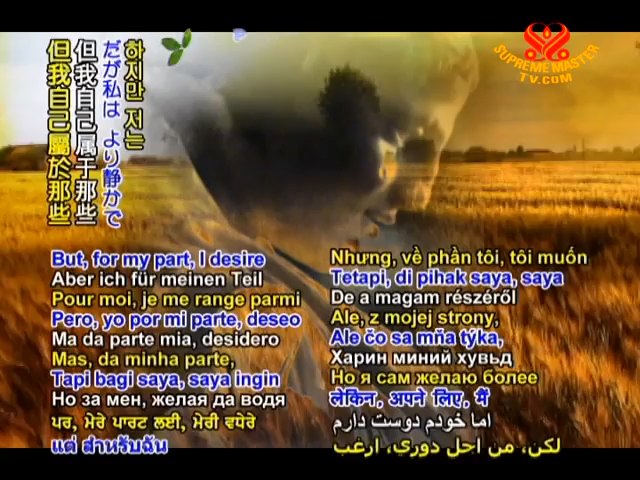 SUPREME MASTER
TV.COM
하지만 저는
だが私は より静かで
但我自己属于那些
但我自己屬於那些
But, for my part, I desire
Aber ich für meinen Teil
Pour moi, je me range parmi
Pero, yo por mi parte, deseo
Ma da parte mia, desidero
Mas, da minha parte,
Tapi bagi saya, saya ingin
Но за мен, желая да водя
ਪਰ, ਮੇਰੇ ਪਾਰਟ ਲਈ, ਮੇਰੀ ਵਧੇਰੇ
แต่ สำหรับฉัน
Nhưng, về phần tôi, tôi muốn
Tetapi, di pihak saya, saya
De a magam részéről
Ale, z mojej strony,
Ale čo sa mňa týka,
Харин миний хувьд
Но я сам желаю более
लेकिन, अपने लिए, मैं
اما خودم دوست دارم
لكن، من اجل دوري، ارغب